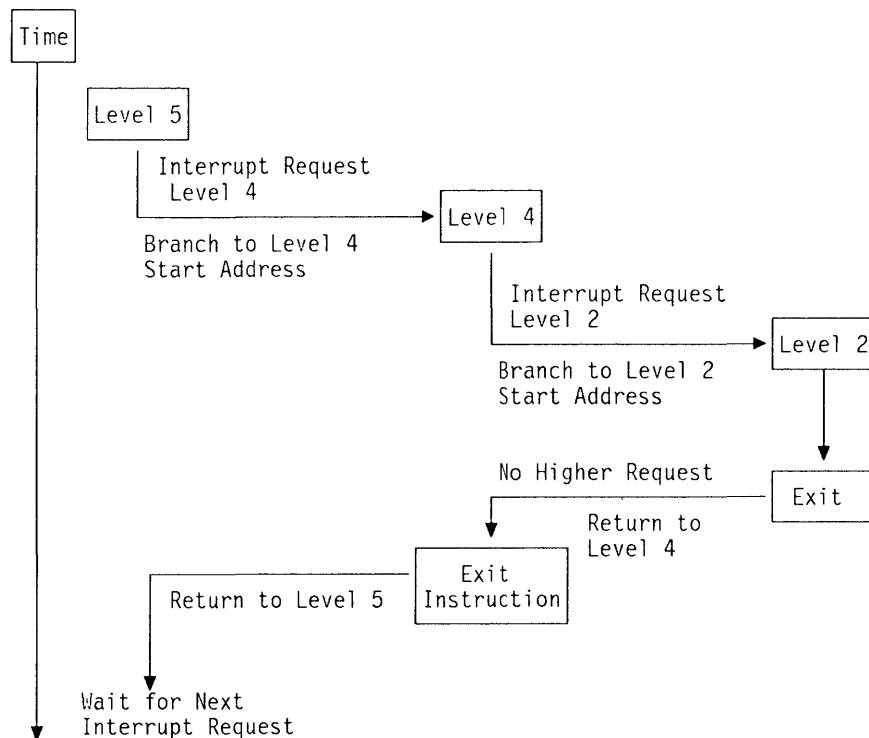 Time
Level 5
Interrupt Request
Level 4
Level 4
Branch to Level 4
Start Address
Interrupt Request
Level 2
Level 2
Branch to Level 2
Start Address
No Higher Request
Exit
Return to
Level 4
Exit
Instruction
Return to Level 5
Wait for Next
Interrupt Request